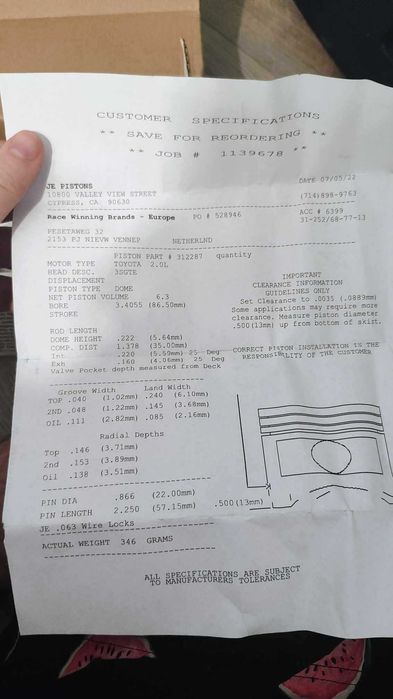 CUSTOMER SPECIFICATIONS
** SAVE FOR REORDERING **
** JOB # 1139678 **
DATE 07/05/22
JE PISTONS
10800 VALLEY VIEW STREET
(714)898-9763
CYPRESS, CA. 90630
Race Winning Brands - Europe PO # 528946
ACC # 6399
31-252/68-77-13
PESETAWEG 32
2153 PJ NIEVW VENNEP NETHERLND
PISTON PART # 312287 quantity
MOTOR TYPE TOYOTA 2.0L
HEAD DESC. 3SGTE
DISPLACEMENT
PISTON TYPE DOME
NET PISTON VOLUME 6.3
BORE 3.4055 (86.50mm)
STROKE
IMPORTANT
CLEARANCE INFORMATION
GUIDELINES ONLY
Set Clearance to .0035 (.0889mm)
Some applications may require more
clearance. Measure piston diameter
.500(13mm) up from bottom of skist.
ROD LENGTH
DOME HEIGHT .222 (5.64mm)
COMP. DIST 1.378 (35.00mm)
Int .220 (5.59mm) 25 Deg
Exh .160 (4.06mm) 25 Deg
Valve Pocket depth measured from Deck
CORRECT PISTON INSTALLATION IS THE
RESPONSIBILITY OF THE CUSTOMER
Groove Width Land Width
TOP .040 (1.02mm) .240 (6.10mm)
2ND .048 (1.22mm) .145 (3.68mm)
OIL .111 (2.82mm) .085 (2.16mm)
Radial Depths
Top .146 (3.71mm)
2nd .153 (3.89mm)
Oil .138 (3.51mm)
PIN DIA .866 (22.00mm)
PIN LENGTH 2.250 (57.15mm)
.500(13mm)
JE .063 Wire Locks
ACTUAL WEIGHT 346 GRAMS
ALL SPECIFICATIONS ARE SUBJECT
TO MANUFACTURERS TOLERANCES